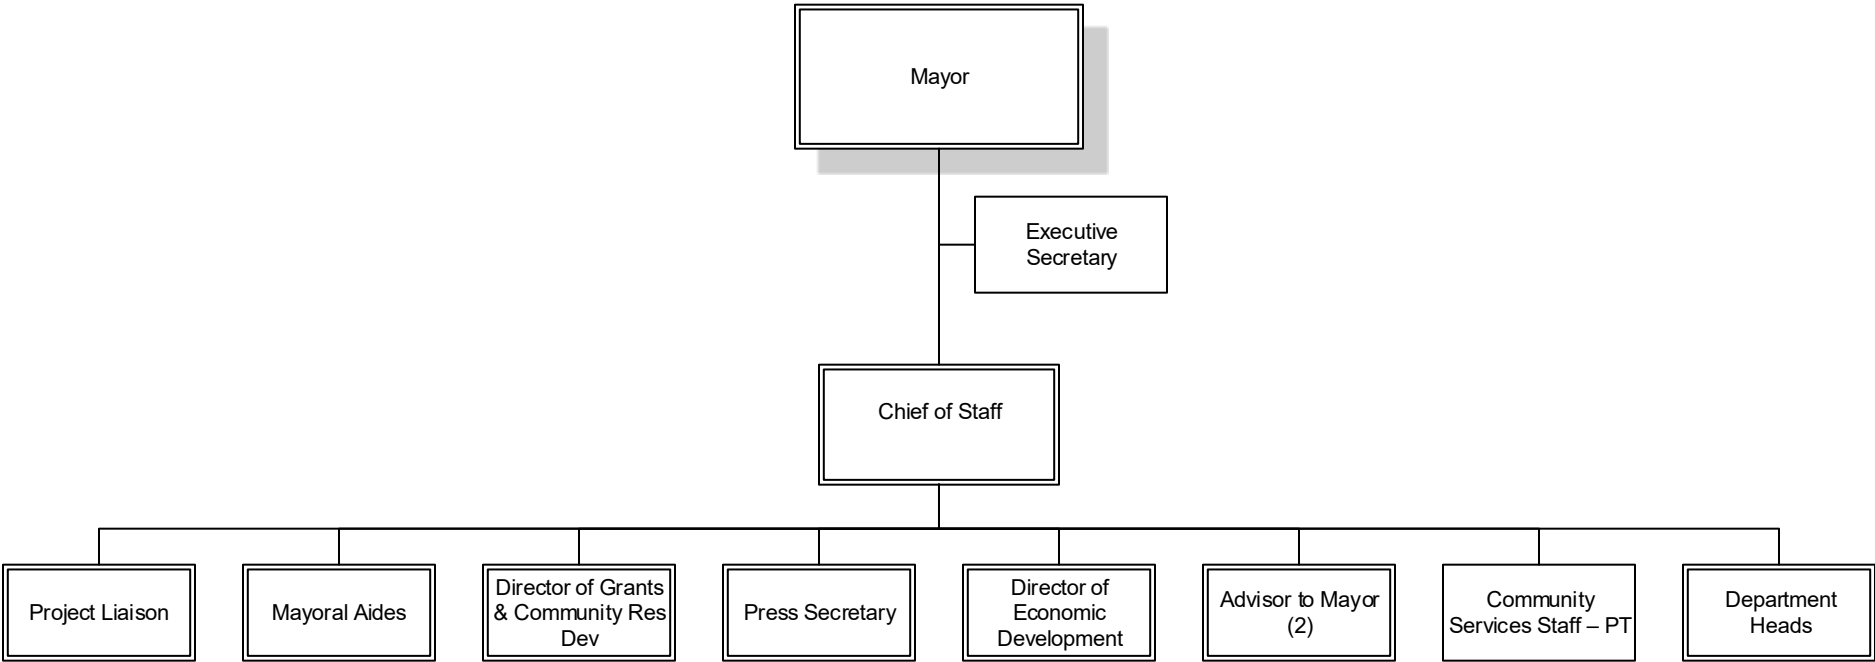 Mayor
Executive
Secretary
Chief of Staff
Project Liaison
Mayoral Aides
Director of Grants
& Community Res
Dev
Press Secretary
Director of
Economic
Development
Advisor to Mayor
(2)
Community
Services Staff – PT
Department
Heads